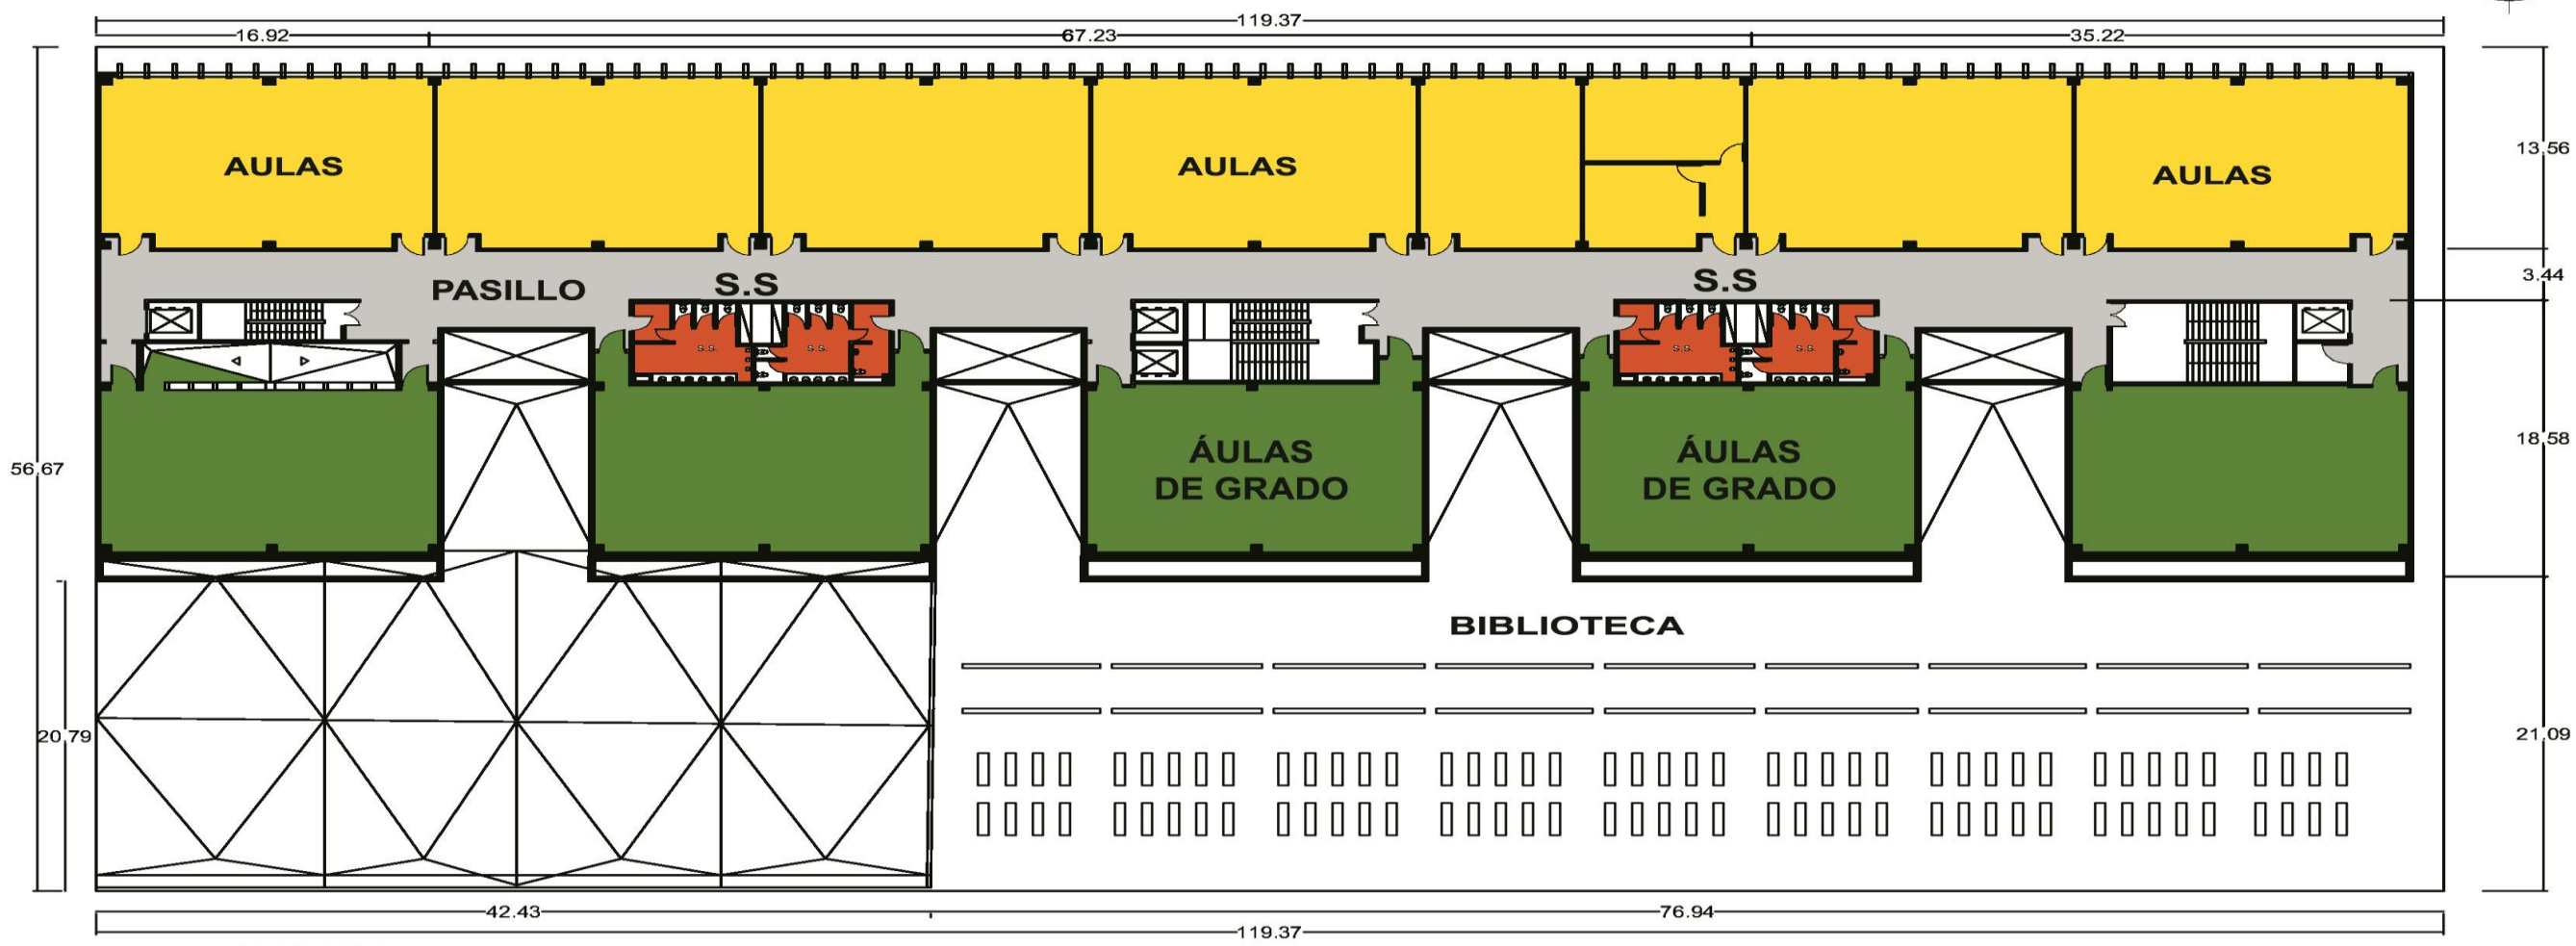 119.37
16.92
67.23
35.22
AULAS
AULAS
AULAS
13.56
PASILLO
S.S
S.S
3.44
S.S.
S.S.
S.S.
S.S.
56.67
ÁULAS
DE GRADO
ÁULAS
DE GRADO
18.58
BIBLIOTECA
20.79
21.09
42.43
76.94
119.37